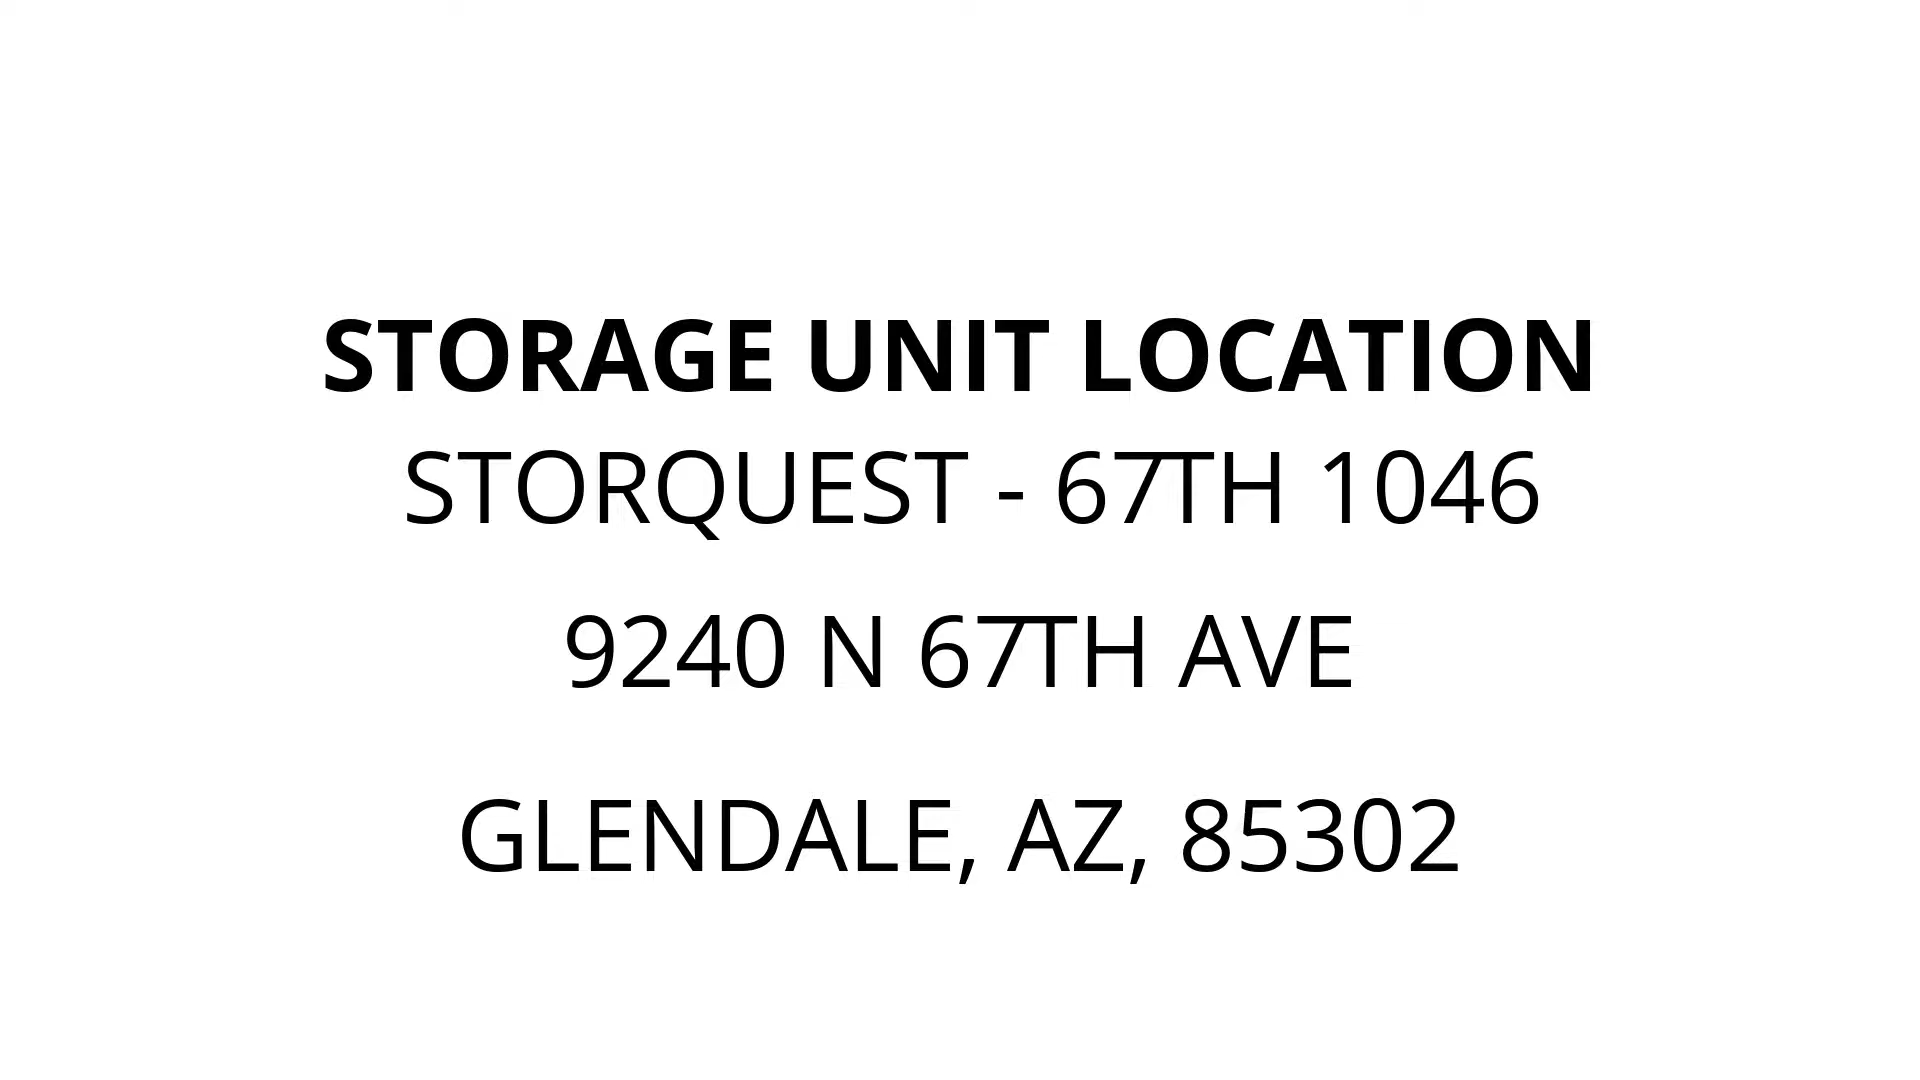 STORAGE UNIT LOCATION
STORQUEST - 67TH 1046
9240 N 67TH AVE
GLENDALE, AZ, 85302